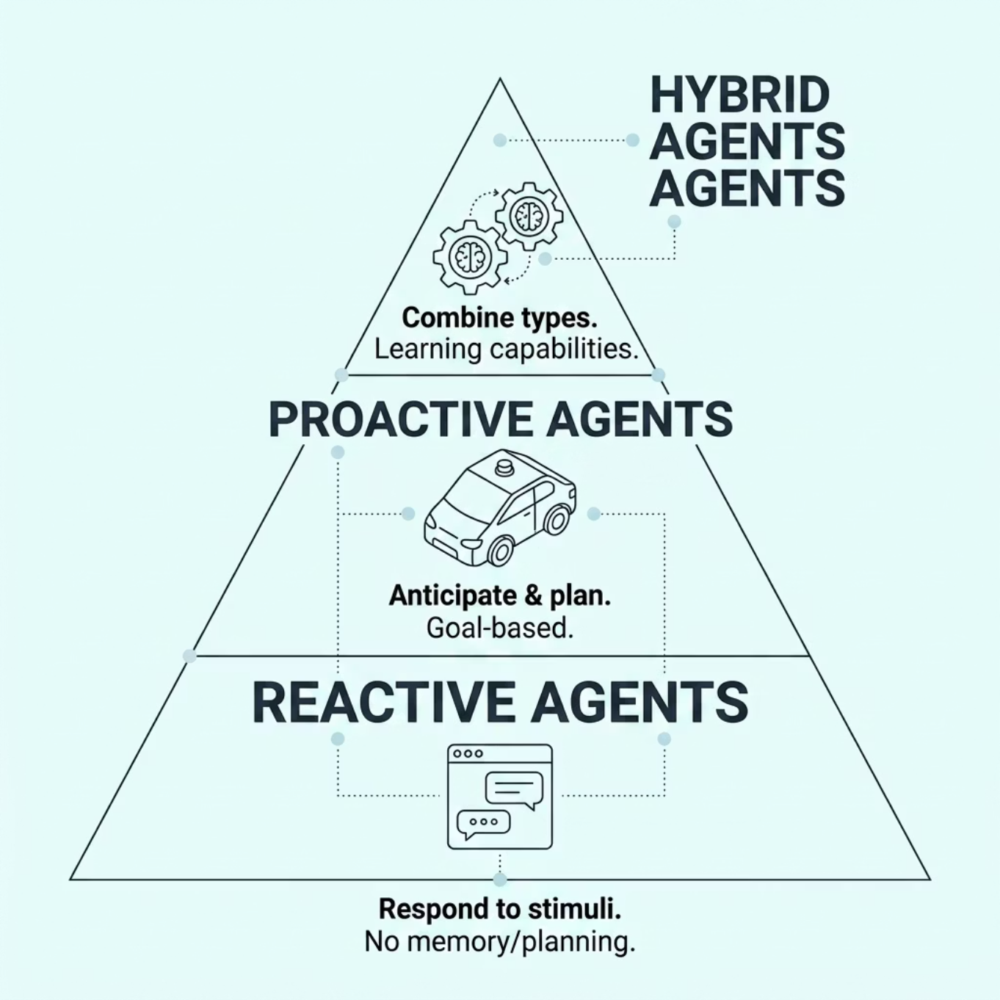 HYBRID
AGENTS
AGENTS
Combine types.
Learning capabilities.
PROACTIVE AGENTS
Anticipate & plan.
Goal-based.
REACTIVE AGENTS
Respond to stimuli.
No memory/planning.